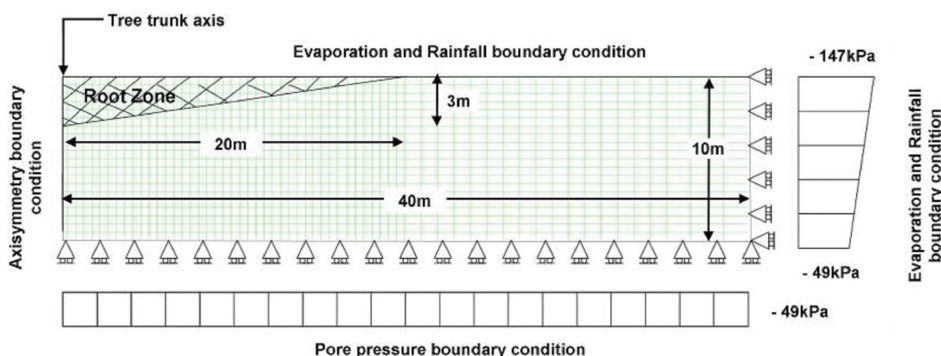 Tree trunk axis
Evaporation and Rainfall boundary condition
- 147kPa
Root Zone
3m
20m
10m
40m
Axisymmetry boundary
condition
Evaporation and Rainfall
boundary condition
- 49kPa
- 49kPa
Pore pressure boundary condition